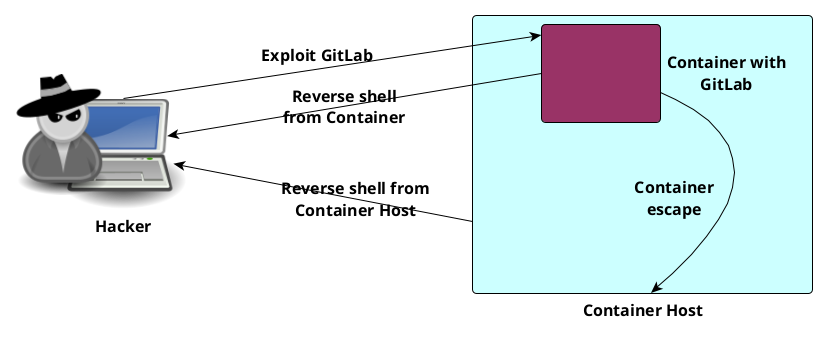 Exploit GitLab
Container with
GitLab
Reverse shell
from Container
Reverse shell from
Container Host
Container
escape
Hacker
Container Host